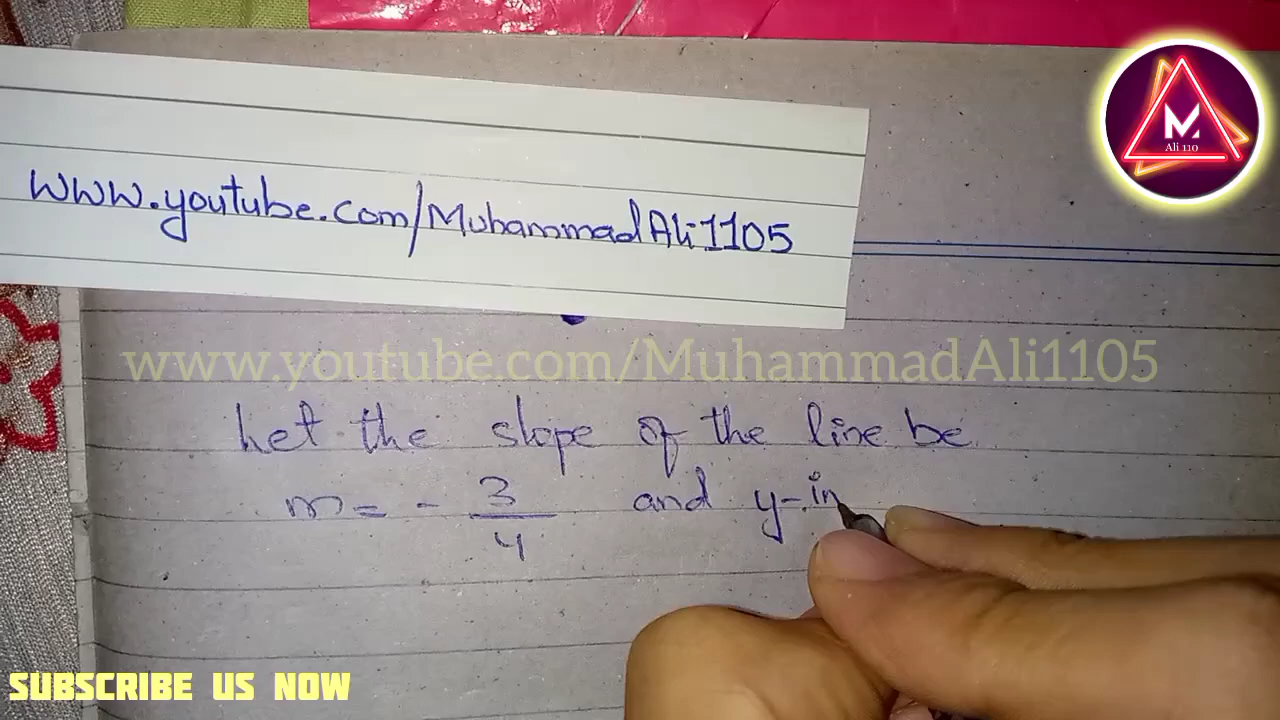 M
Ali 110
www.youtube.com/MuhammadAli1105
www.youtube.com/MuhammadAli1105
Let the slope of the line be
m = - 3/4 and y-in
SUBSCRIBE US NOW